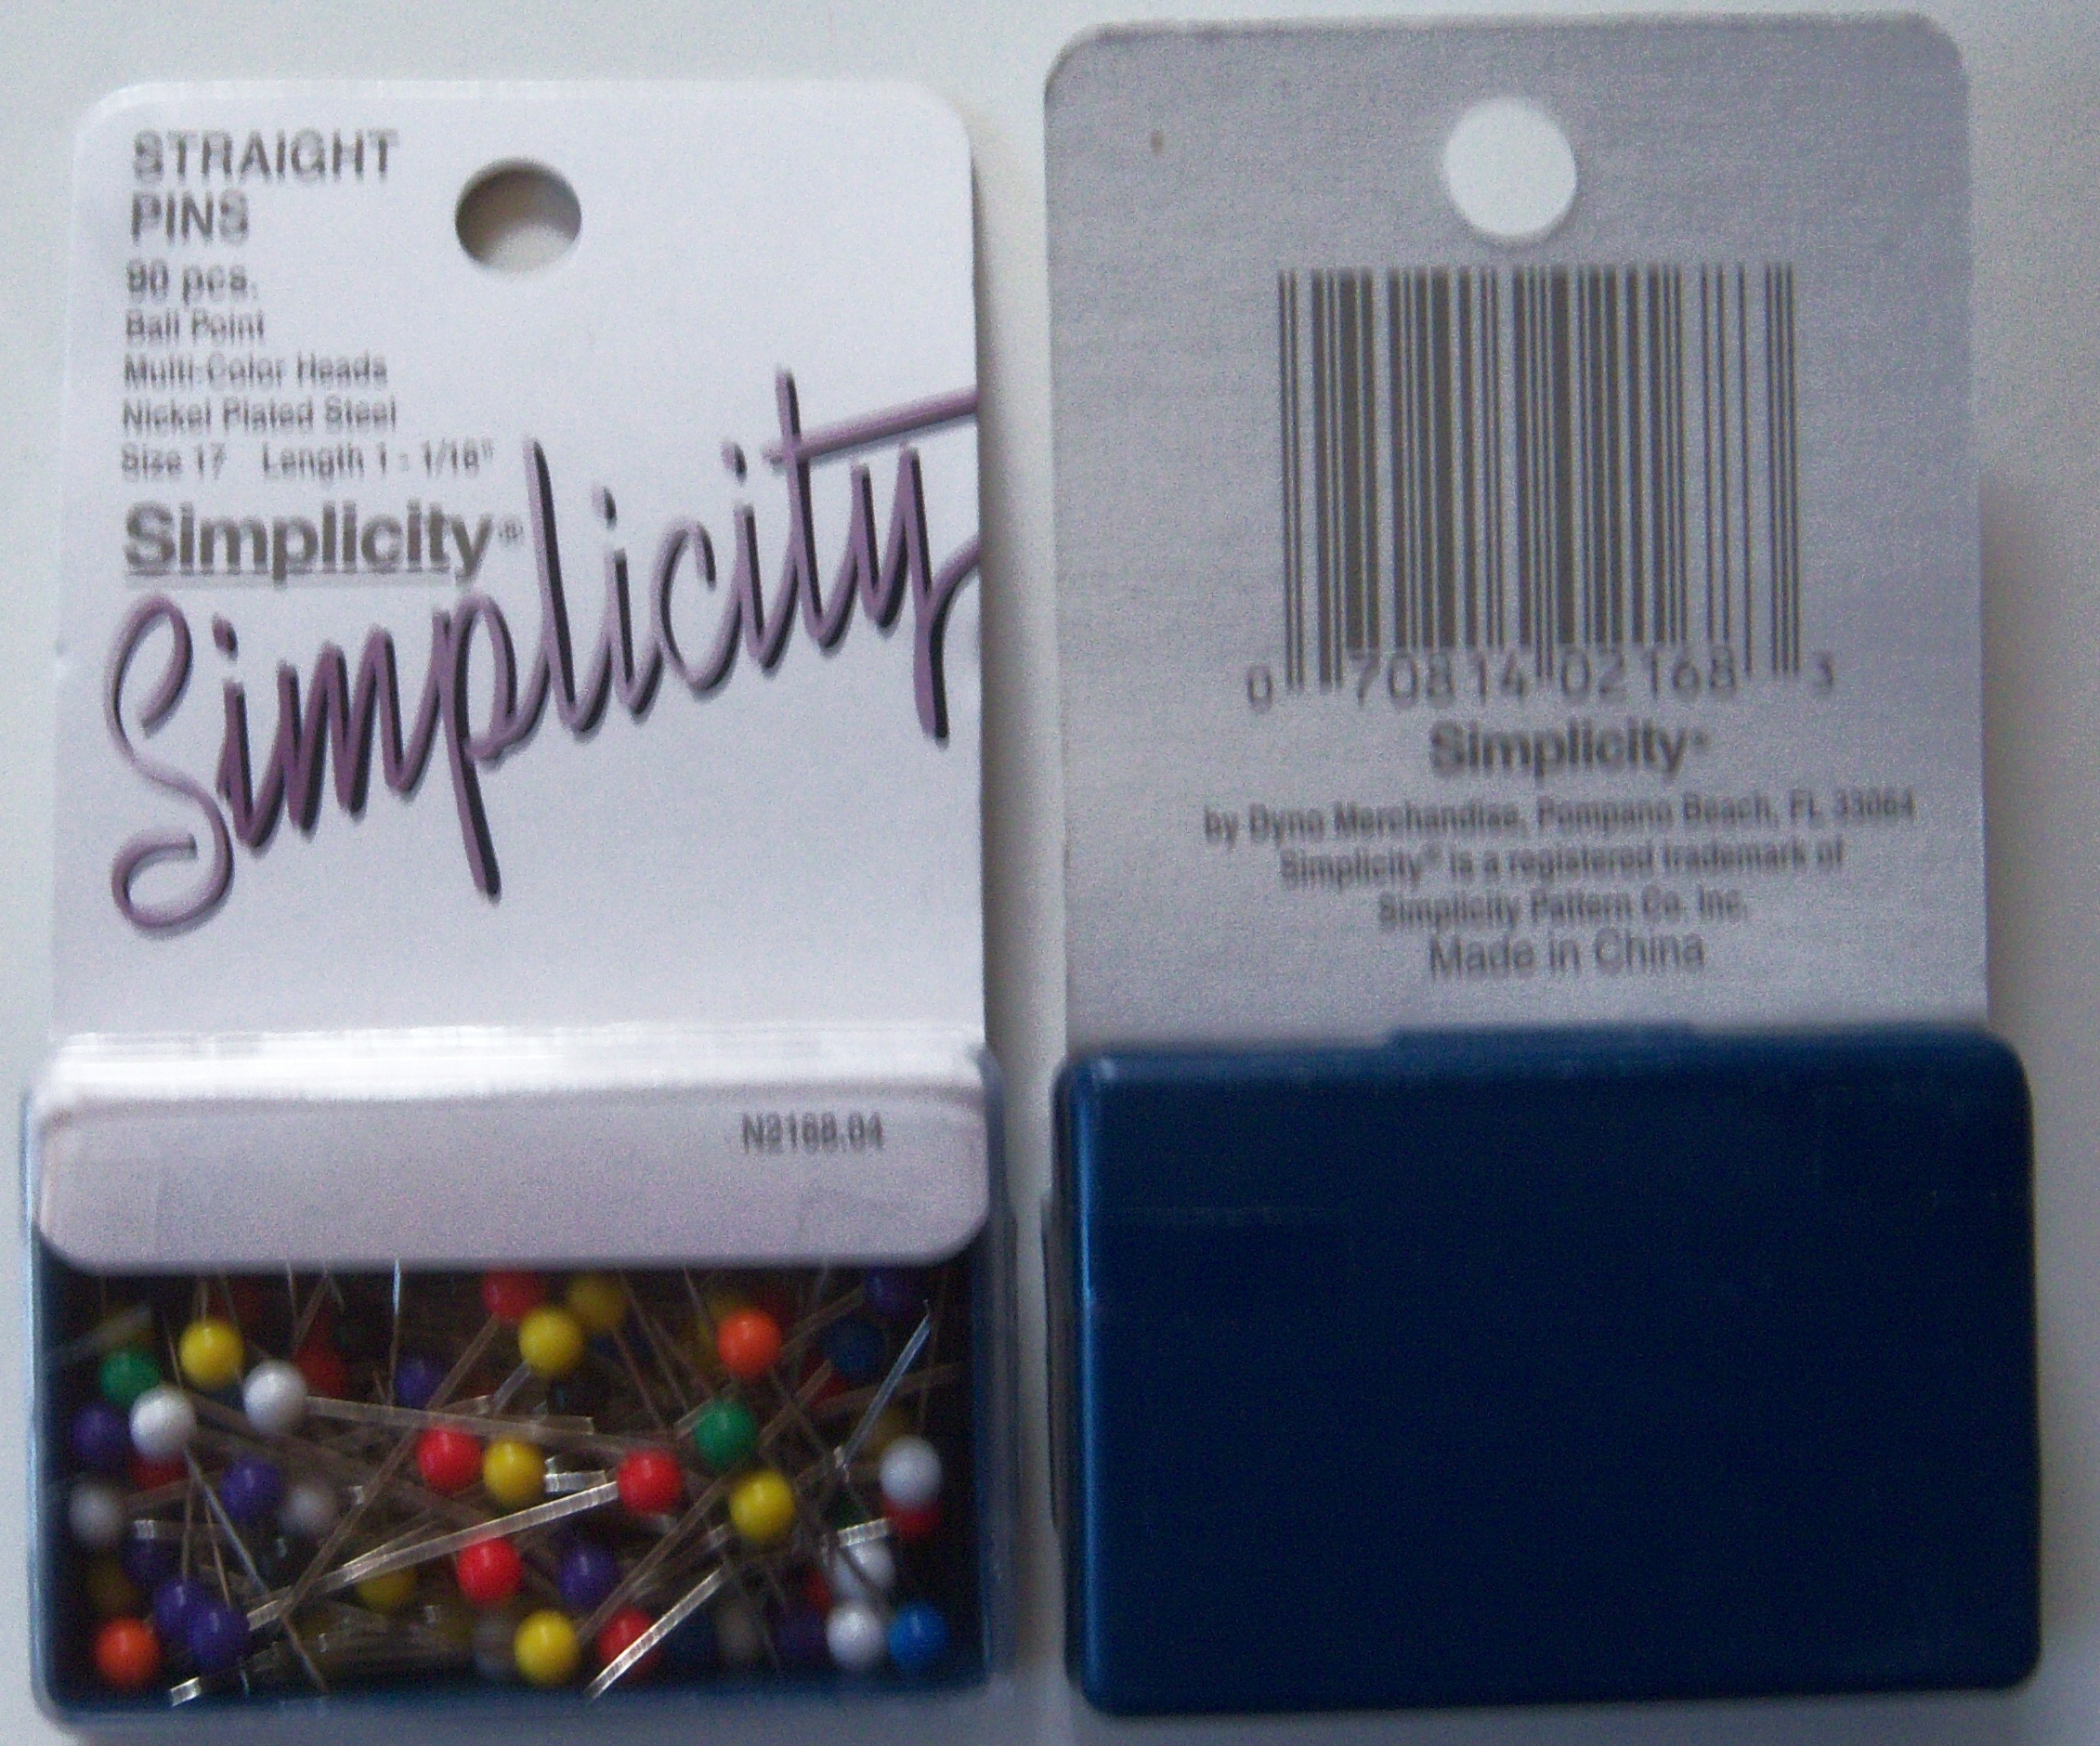 STRAIGHT
PINS
90 pcs.
Ball Point
Multi-Color Heads
Nickel Plated Steel
Size 17 Length 1 - 1/16"
Simplicity®
Simplicity
N2168.04
0 70814 02168 3
Simplicity®
by Dyno Merchandise, Pompano Beach, FL 33064
Simplicity® is a registered trademark of
Simplicity Pattern Co. Inc.
Made in China